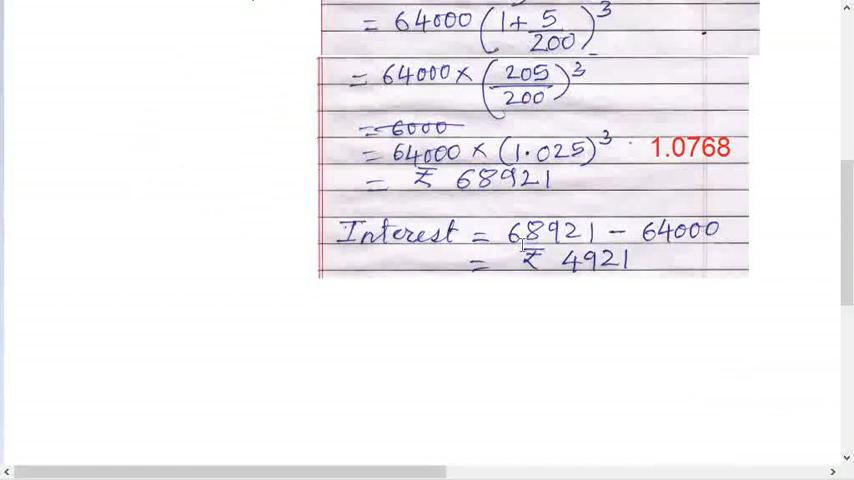 = 64000 (1 + 5/200)³
= 64000 × (205/200)³
= 6000
= 64000 × (1.025)³ 1.0768
= ₹ 68921
Interest = 68921 - 64000
= ₹ 4921